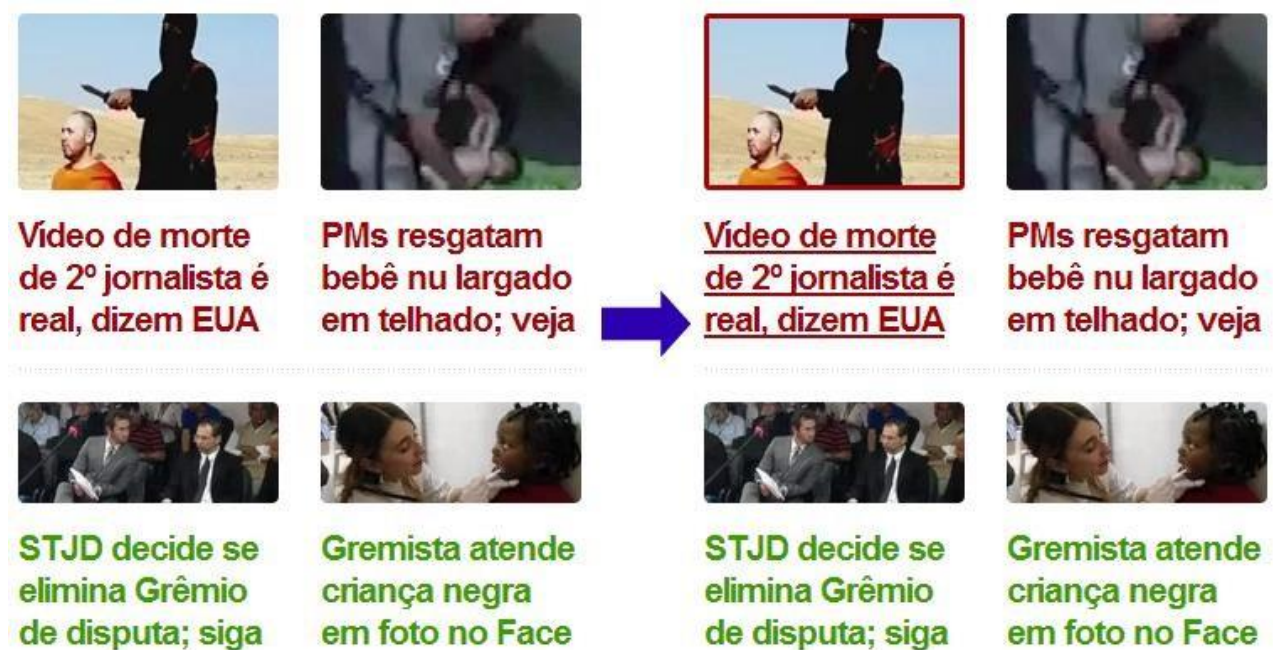 Vídeo de morte
de 2º jornalista é
real, dizem EUA
PMs resgatam
bebê nu largado
em telhado; veja
Vídeo de morte
de 2º jornalista é
real, dizem EUA
PMs resgatam
bebê nu largado
em telhado; veja
STJD decide se
elimina Grêmio
de disputa; siga
Gremista atende
criança negra
em foto no Face
STJD decide se
elimina Grêmio
de disputa; siga
Gremista atende
criança negra
em foto no Face